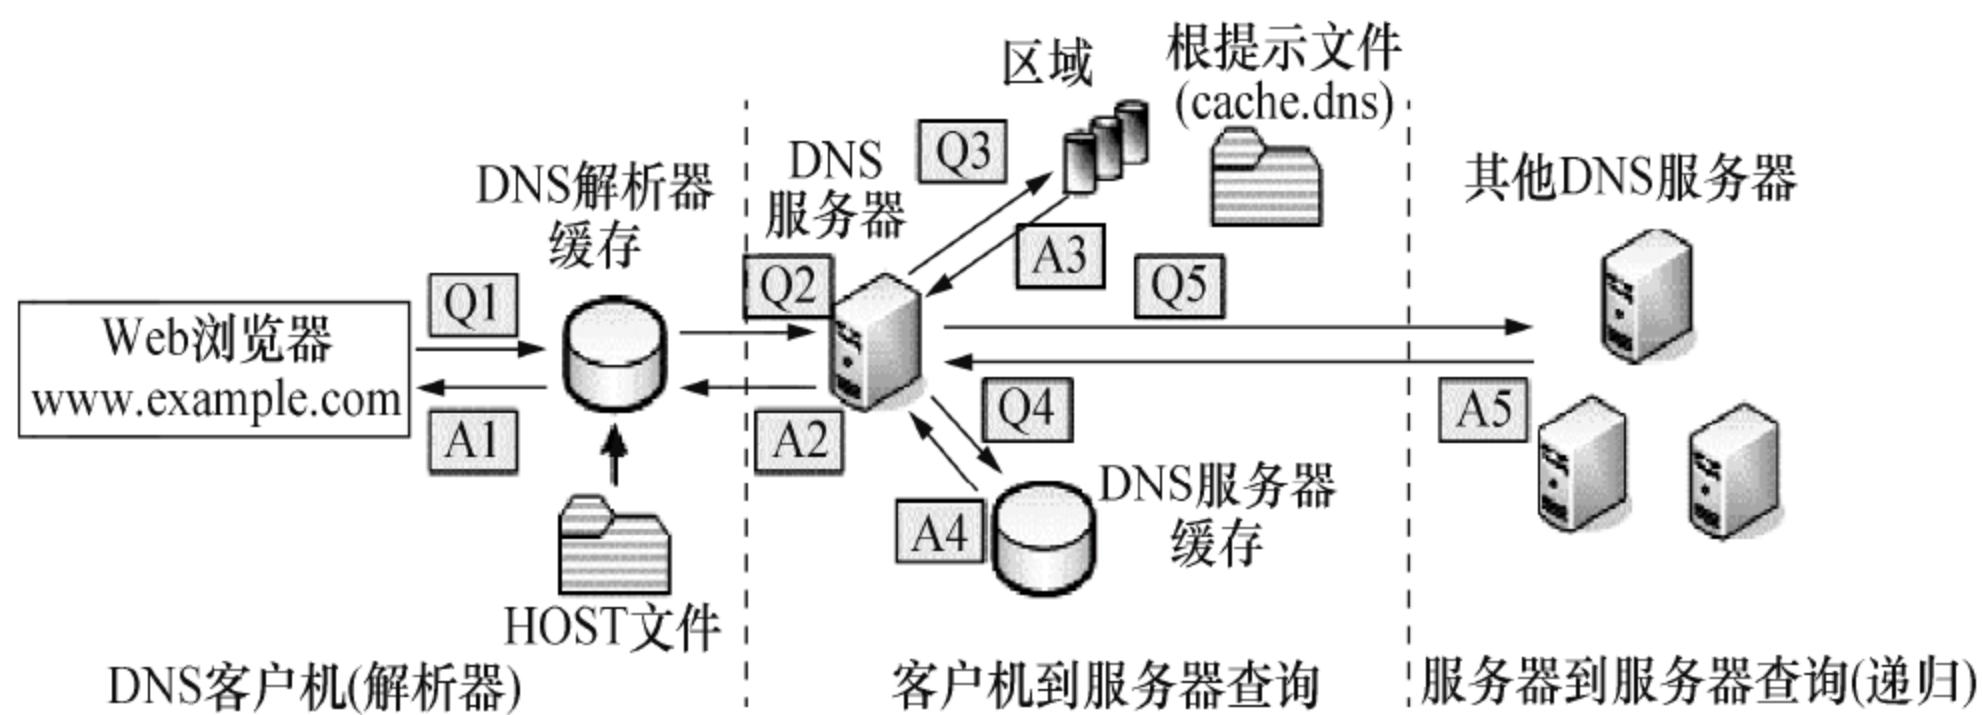 区域
根提示文件
(cache.dns)
Q3
DNS
服务器
DNS解析器
缓存
其他DNS服务器
A3
Q2
Q5
Q1
Web浏览器
www.example.com
A1
A2
Q4
A5
DNS服务器
缓存
A4
HOST文件
DNS客户机(解析器)
客户机到服务器查询
服务器到服务器查询(递归)